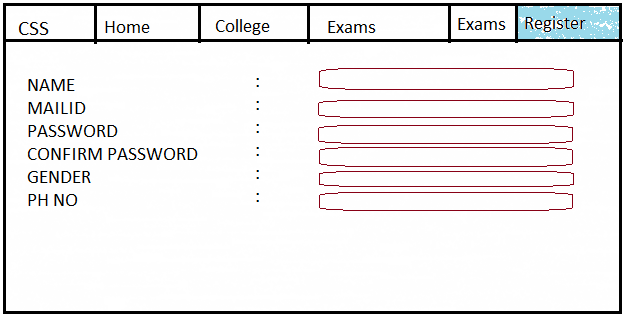 CSS Home College Exams Exams Register
NAME :
MAILID :
PASSWORD :
CONFIRM PASSWORD :
GENDER :
PH NO :